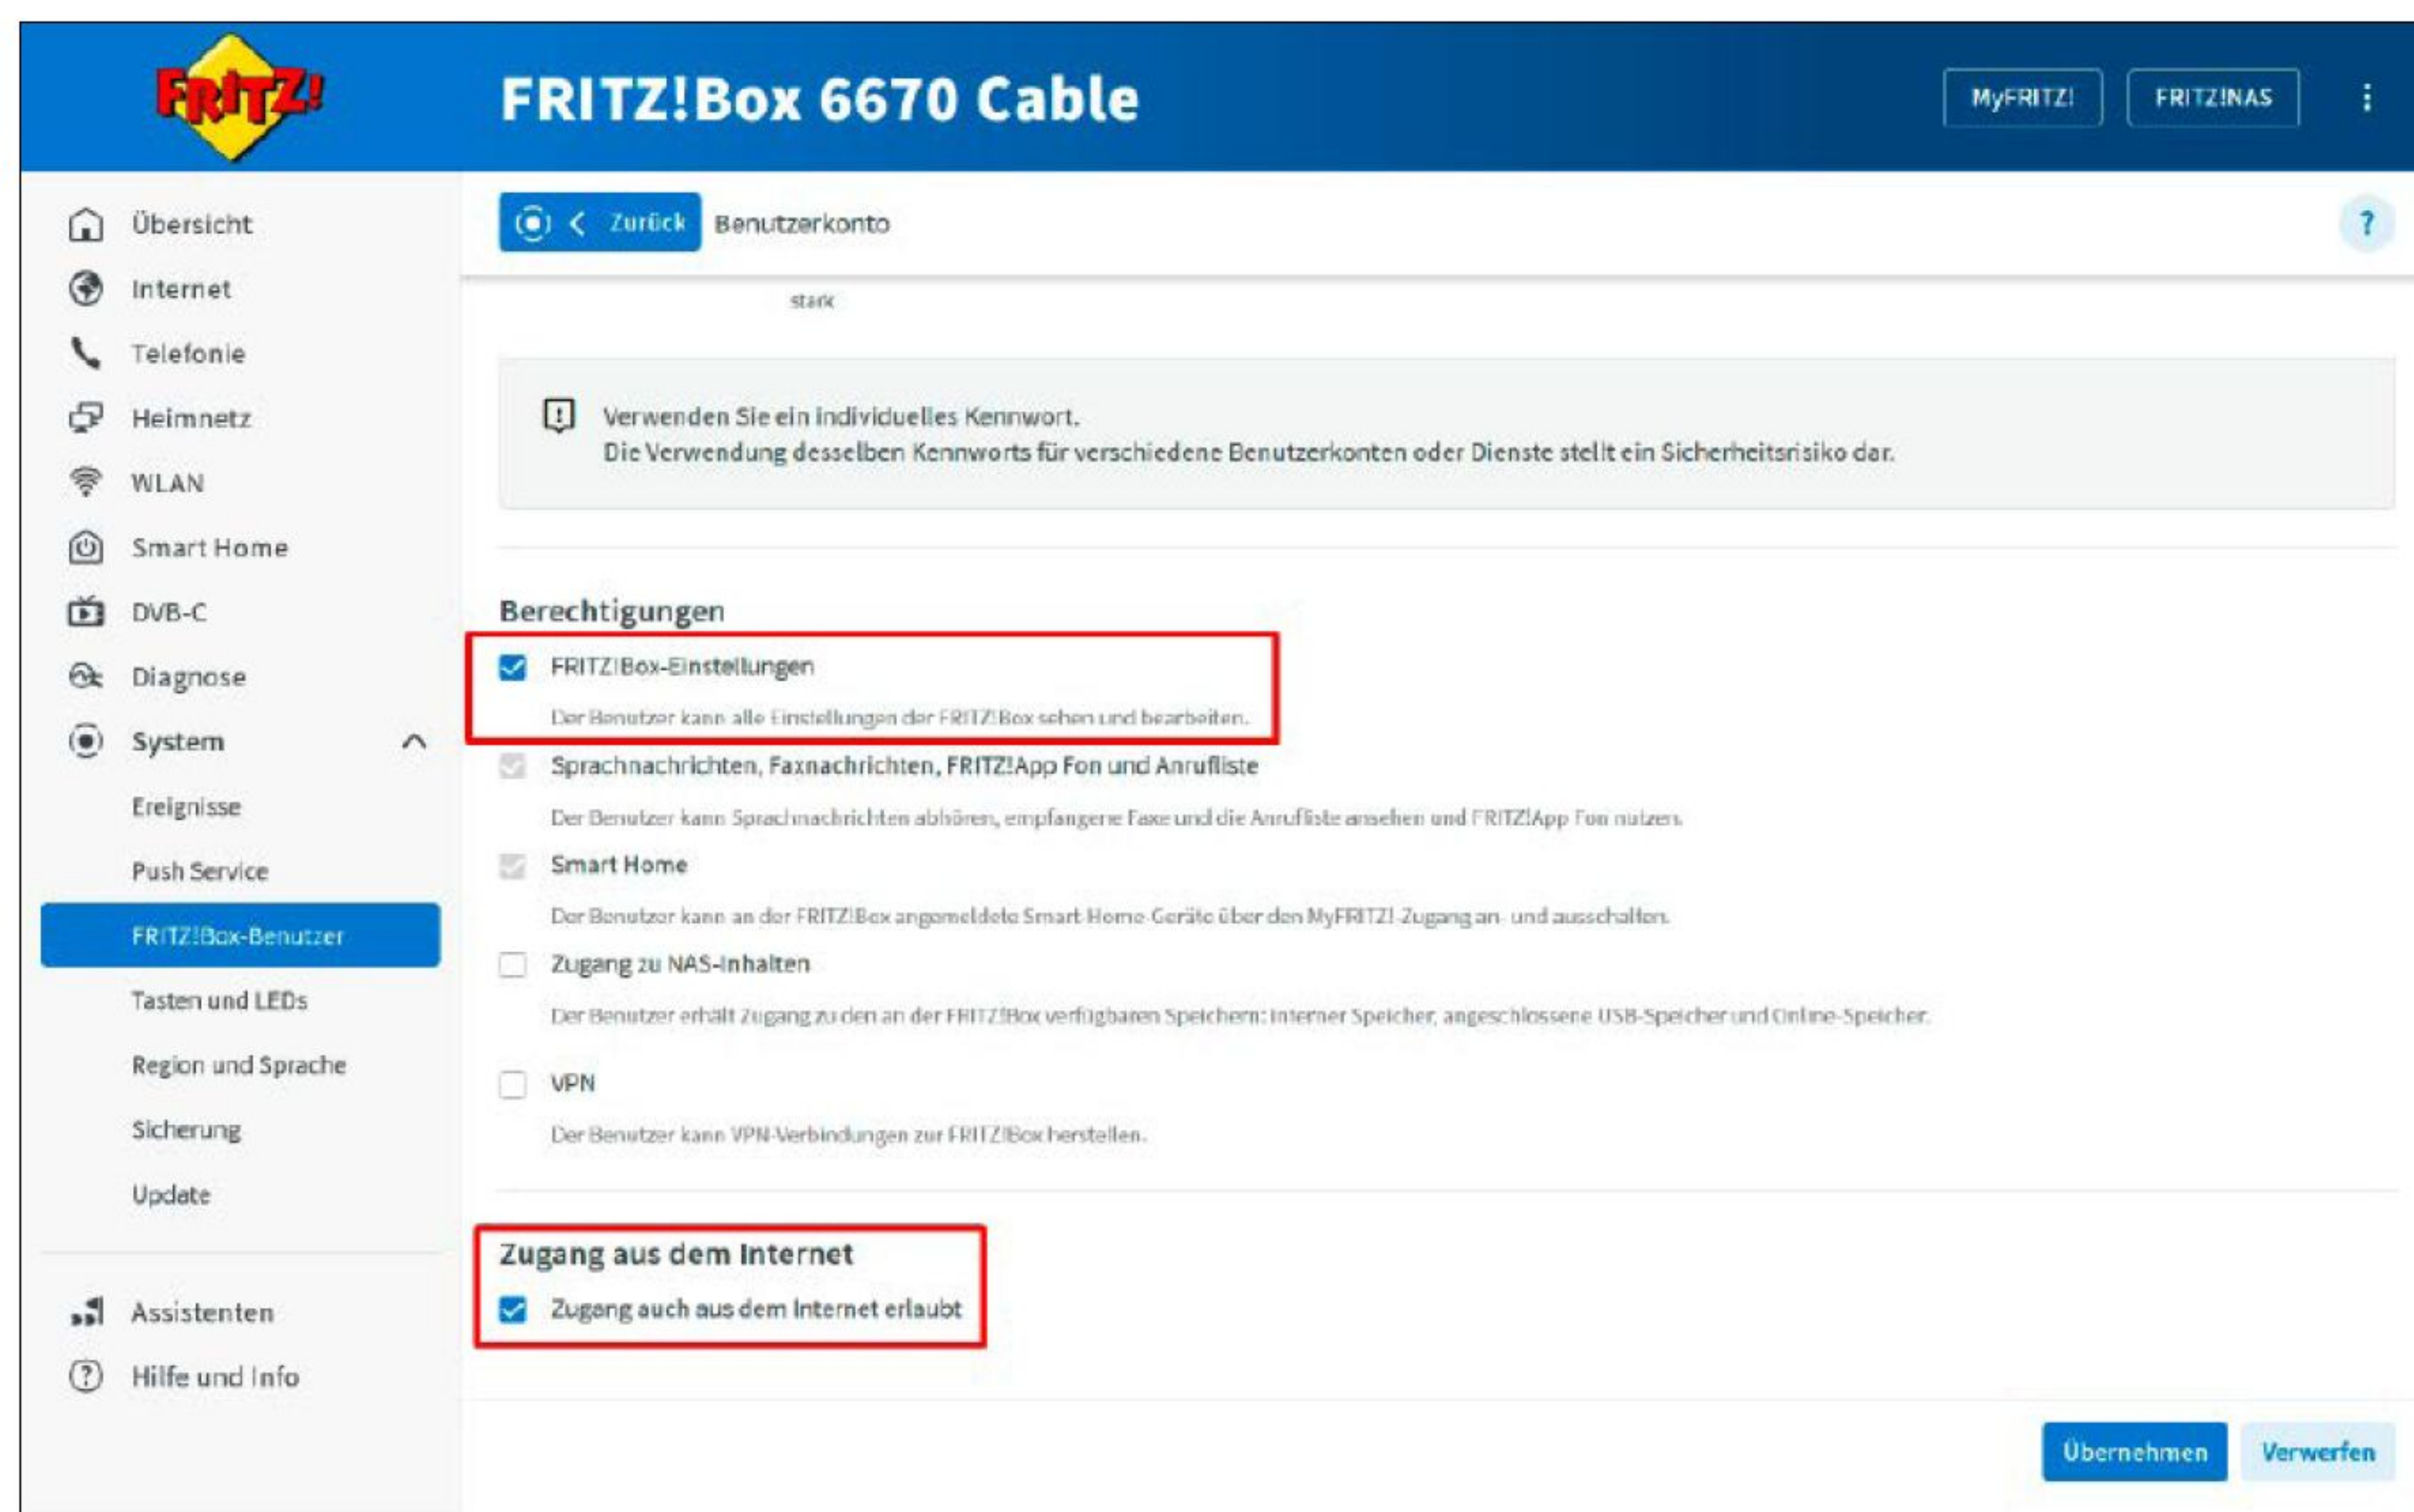 FRITZ!
FRITZ!Box 6670 Cable
MyFRITZ!
FRITZ!NAS
Übersicht
Internet
Telefonie
Heimnetz
WLAN
Smart Home
DVB-C
Diagnose
System
Ereignisse
Push Service
FRITZ!Box-Benutzer
Tasten und LEDs
Region und Sprache
Sicherung
Update
Assistenten
Hilfe und Info
Zurück
Benutzerkonto
?
stark
Verwenden Sie ein individuelles Kennwort.
Die Verwendung desselben Kennworts für verschiedene Benutzerkonten oder Dienste stellt ein Sicherheitsrisiko dar.
Berechtigungen
FRITZ!Box-Einstellungen
Der Benutzer kann alle Einstellungen der FRITZ!Box sehen und bearbeiten.
Sprachnachrichten, Faxnachrichten, FRITZ!App Fon und Anrufliste
Der Benutzer kann Sprachnachrichten abhören, empfangene Faxe und die Anrufliste ansehen und FRITZ!App Fon nutzen.
Smart Home
Der Benutzer kann an der FRITZ!Box angemeldete Smart-Home-Geräte über den MyFRITZ!-Zugang an- und ausschalten.
Zugang zu NAS-Inhalten
Der Benutzer erhält Zugang zu den an der FRITZ!Box verfügbaren Speichern: interner Speicher, angeschlossene USB-Speicher und Online-Speicher.
VPN
Der Benutzer kann VPN-Verbindungen zur FRITZ!Box herstellen.
Zugang aus dem Internet
Zugang auch aus dem Internet erlaubt
Übernehmen
Verwerfen